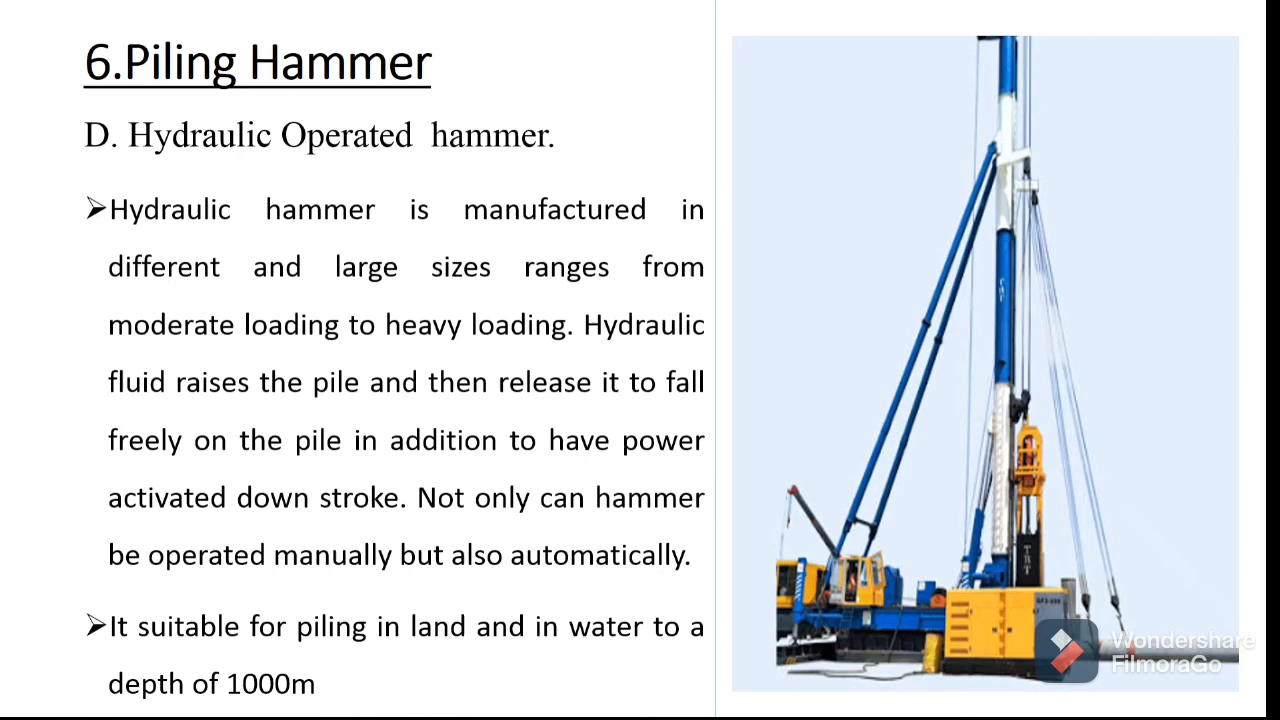 6.Piling Hammer
D. Hydraulic Operated hammer.
➢Hydraulic hammer is manufactured in
different and large sizes ranges from
moderate loading to heavy loading. Hydraulic
fluid raises the pile and then release it to fall
freely on the pile in addition to have power
activated down stroke. Not only can hammer
be operated manually but also automatically.
➢It suitable for piling in land and in water to a
depth of 1000m
Wondershare
FilmoraGo